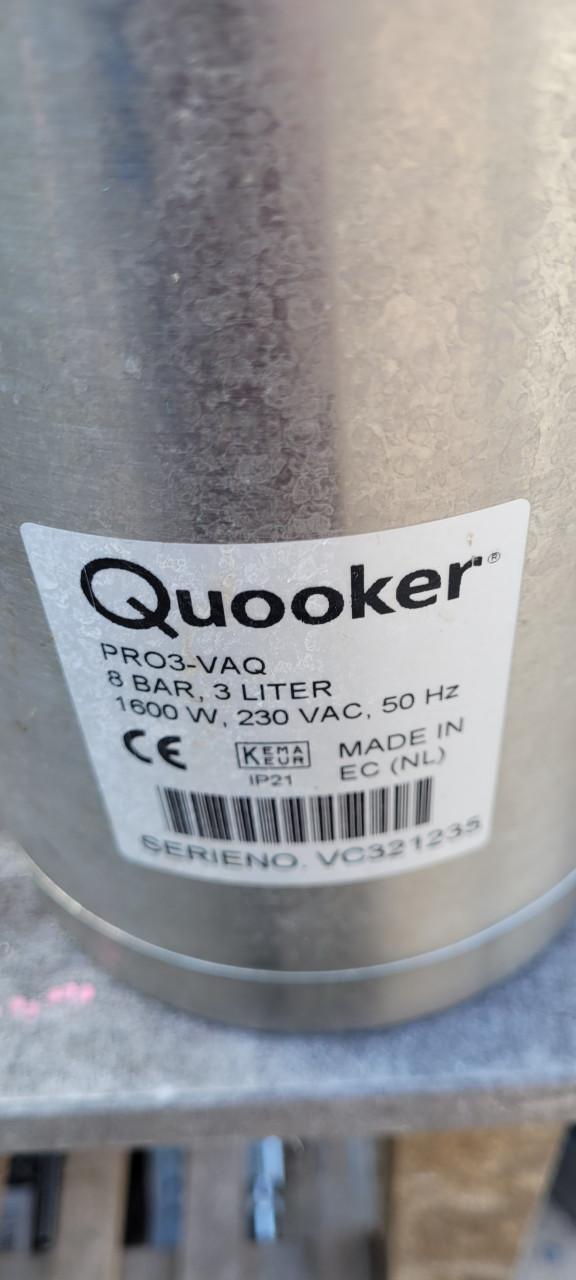 Quooker®
PRO3-VAQ
8 BAR, 3 LITER
1600 W, 230 VAC, 50 Hz
CE KEMA KEUR MADE IN
IP21 EC (NL)
SERIENO. VC321235